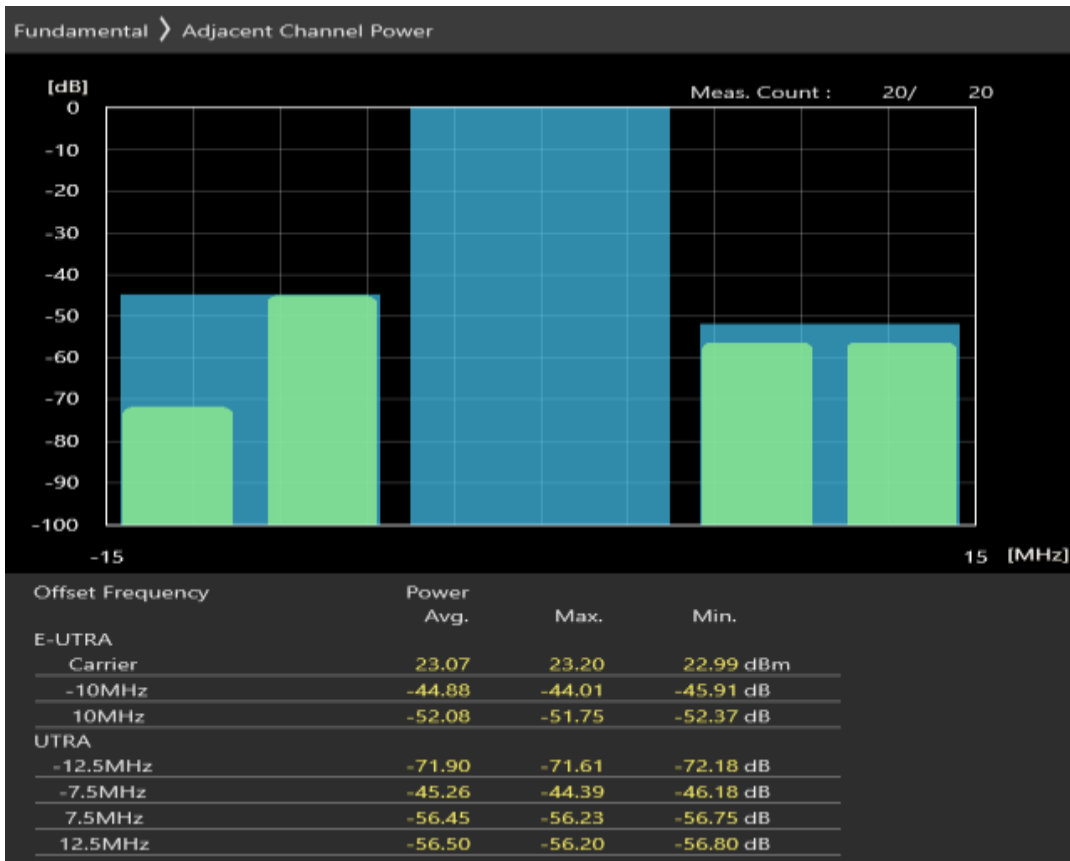 Fundamental ❭ Adjacent Channel Power
[dB]
Meas. Count : 20/ 20
0
-10
-20
-30
-40
-50
-60
-70
-80
-90
-100
-15 15 [MHz]
Offset Frequency Power
Avg. Max. Min.
E-UTRA
Carrier 23.07 23.20 22.99 dBm
-10MHz -44.88 -44.01 -45.91 dB
10MHz -52.08 -51.75 -52.37 dB
UTRA
-12.5MHz -71.90 -71.61 -72.18 dB
-7.5MHz -45.26 -44.39 -46.18 dB
7.5MHz -56.45 -56.23 -56.75 dB
12.5MHz -56.50 -56.20 -56.80 dB